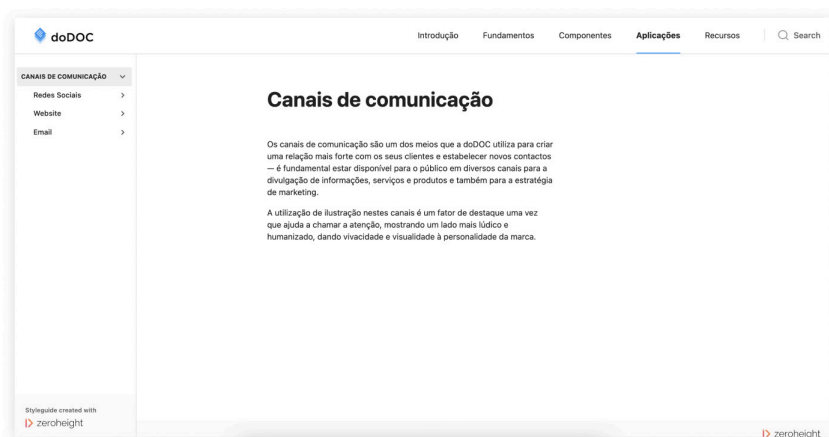 doDOC
Introdução
Fundamentos
Componentes
Aplicações
Recursos
Search
CANAIS DE COMUNICAÇÃO
Redes Sociais
Website
Email
Canais de comunicação
Os canais de comunicação são um dos meios que a doDOC utiliza para criar
uma relação mais forte com os seus clientes e estabelecer novos contactos
— é fundamental estar disponível para o público em diversos canais para a
divulgação de informações, serviços e produtos e também para a estratégia
de marketing.
A utilização de ilustração nestes canais é um fator de destaque uma vez
que ajuda a chamar a atenção, mostrando um lado mais lúdico e
humanizado, dando vivacidade e visualidade à personalidade da marca.
Styleguide created with
zeroheight
zeroheight